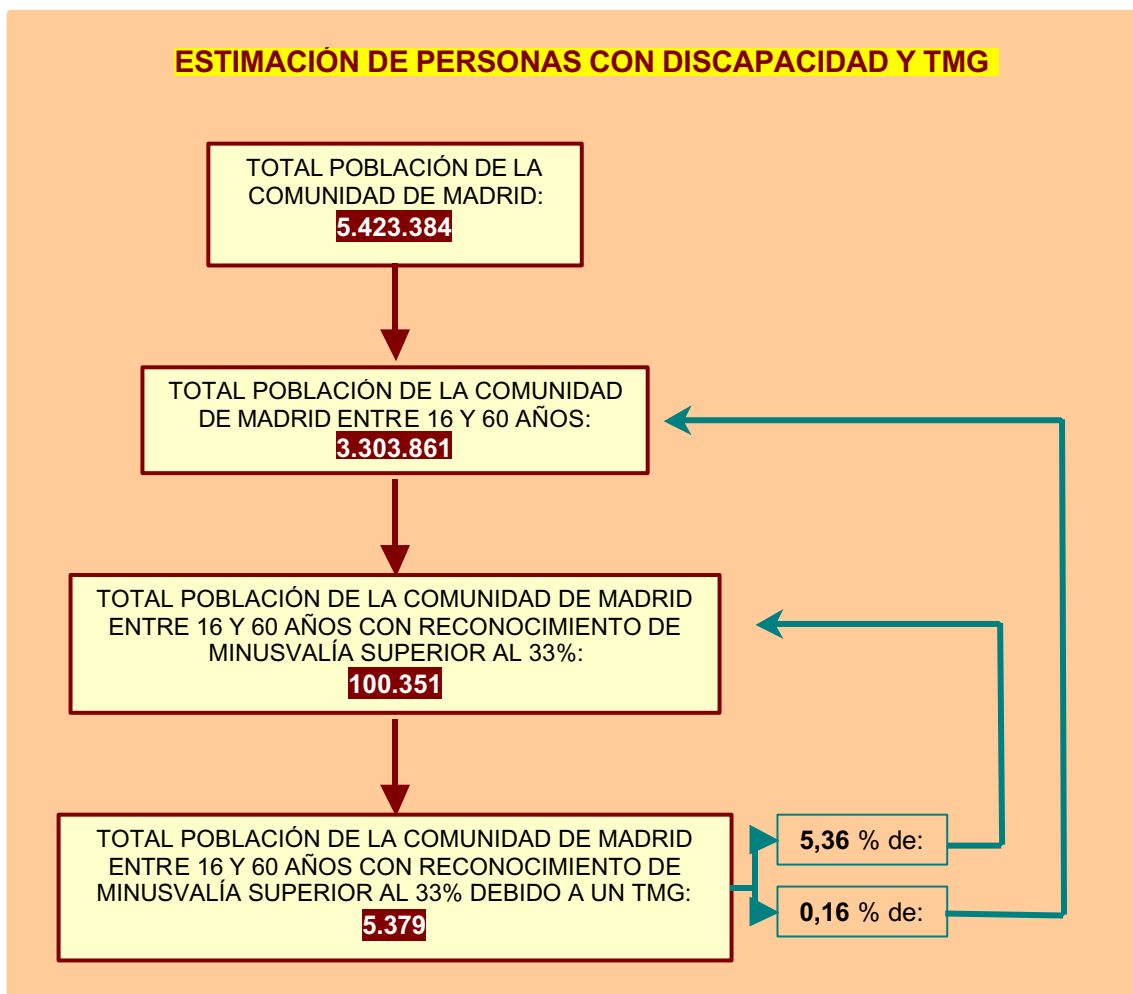 ESTIMACIÓN DE PERSONAS CON DISCAPACIDAD Y TMG
TOTAL POBLACIÓN DE LA
COMUNIDAD DE MADRID:
5.423.384
TOTAL POBLACIÓN DE LA COMUNIDAD
DE MADRID ENTRE 16 Y 60 AÑOS:
3.303.861
TOTAL POBLACIÓN DE LA COMUNIDAD DE MADRID
ENTRE 16 Y 60 AÑOS CON RECONOCIMIENTO DE
MINUSVALÍA SUPERIOR AL 33%:
100.351
TOTAL POBLACIÓN DE LA COMUNIDAD DE MADRID
ENTRE 16 Y 60 AÑOS CON RECONOCIMIENTO DE
MINUSVALÍA SUPERIOR AL 33% DEBIDO A UN TMG:
5.379
5,36 % de:
0,16 % de: